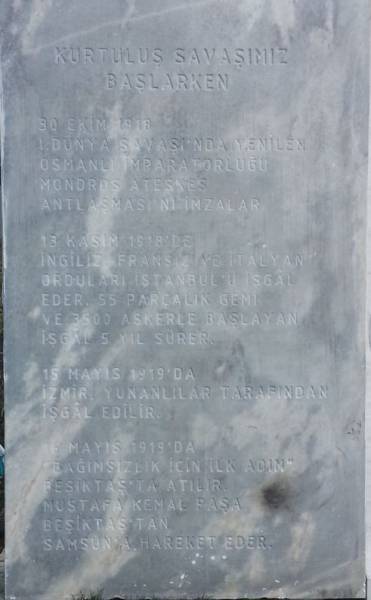 KURTULUŞ SAVAŞIMIZ
BAŞLARKEN
30 EKİM 1918
I.DÜNYA SAVAŞI'NDA YENİLEN
OSMANLI İMPARATORLUĞU
MONDROS ATEŞKES
ANTLAŞMASI'NI İMZALAR.
13 KASIM 1918'DE
İNGİLİZ, FRANSIZ VE İTALYAN
ORDULARI İSTANBUL'U İŞGÂL
EDER. 55 PARÇALIK GEMİ
VE 3500 ASKERLE BAŞLAYAN
İŞGÂL 5 YIL SÜRER.
15 MAYIS 1919'DA
İZMİR, YUNANLILAR TARAFINDAN
İŞGÂL EDİLİR.
16 MAYIS 1919'DA
"BAĞIMSIZLIK İÇİN İLK ADIM"
BEŞİKTAŞ'TA ATILIR.
MUSTAFA KEMAL PAŞA
BEŞİKTAŞ'TAN
SAMSUN'A HAREKET EDER.